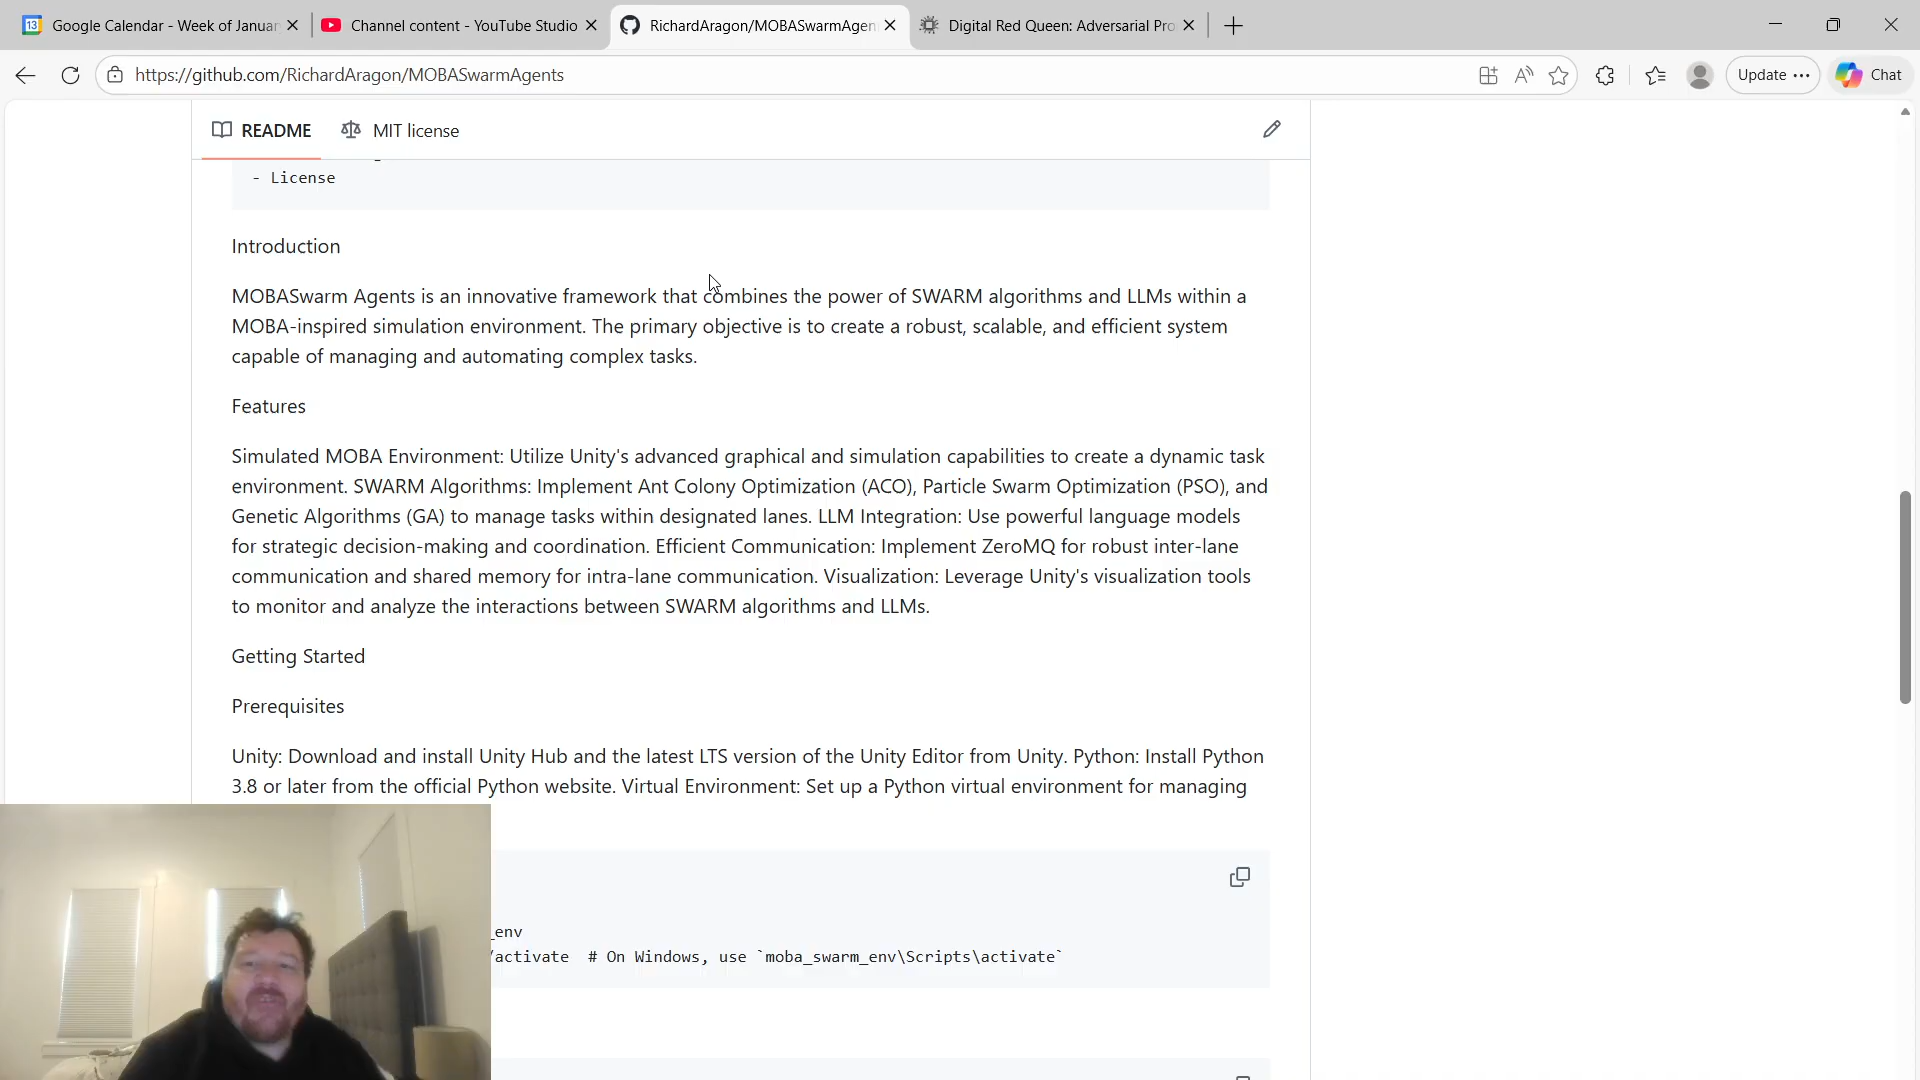 Google Calendar - Week of Januar
Channel content - YouTube Studio
RichardAragon/MOBASwarmAgen
Digital Red Queen: Adversarial Pro
https://github.com/RichardAragon/MOBASwarmAgents
Update
Chat
README
MIT license
- License
Introduction
MOBASwarm Agents is an innovative framework that combines the power of SWARM algorithms and LLMs within a
MOBA-inspired simulation environment. The primary objective is to create a robust, scalable, and efficient system
capable of managing and automating complex tasks.
Features
Simulated MOBA Environment: Utilize Unity's advanced graphical and simulation capabilities to create a dynamic task
environment. SWARM Algorithms: Implement Ant Colony Optimization (ACO), Particle Swarm Optimization (PSO), and
Genetic Algorithms (GA) to manage tasks within designated lanes. LLM Integration: Use powerful language models
for strategic decision-making and coordination. Efficient Communication: Implement ZeroMQ for robust inter-lane
communication and shared memory for intra-lane communication. Visualization: Leverage Unity's visualization tools
to monitor and analyze the interactions between SWARM algorithms and LLMs.
Getting Started
Prerequisites
Unity: Download and install Unity Hub and the latest LTS version of the Unity Editor from Unity. Python: Install Python
3.8 or later from the official Python website. Virtual Environment: Set up a Python virtual environment for managing
_env
/activate # On Windows, use `moba_swarm_env\Scripts\activate`